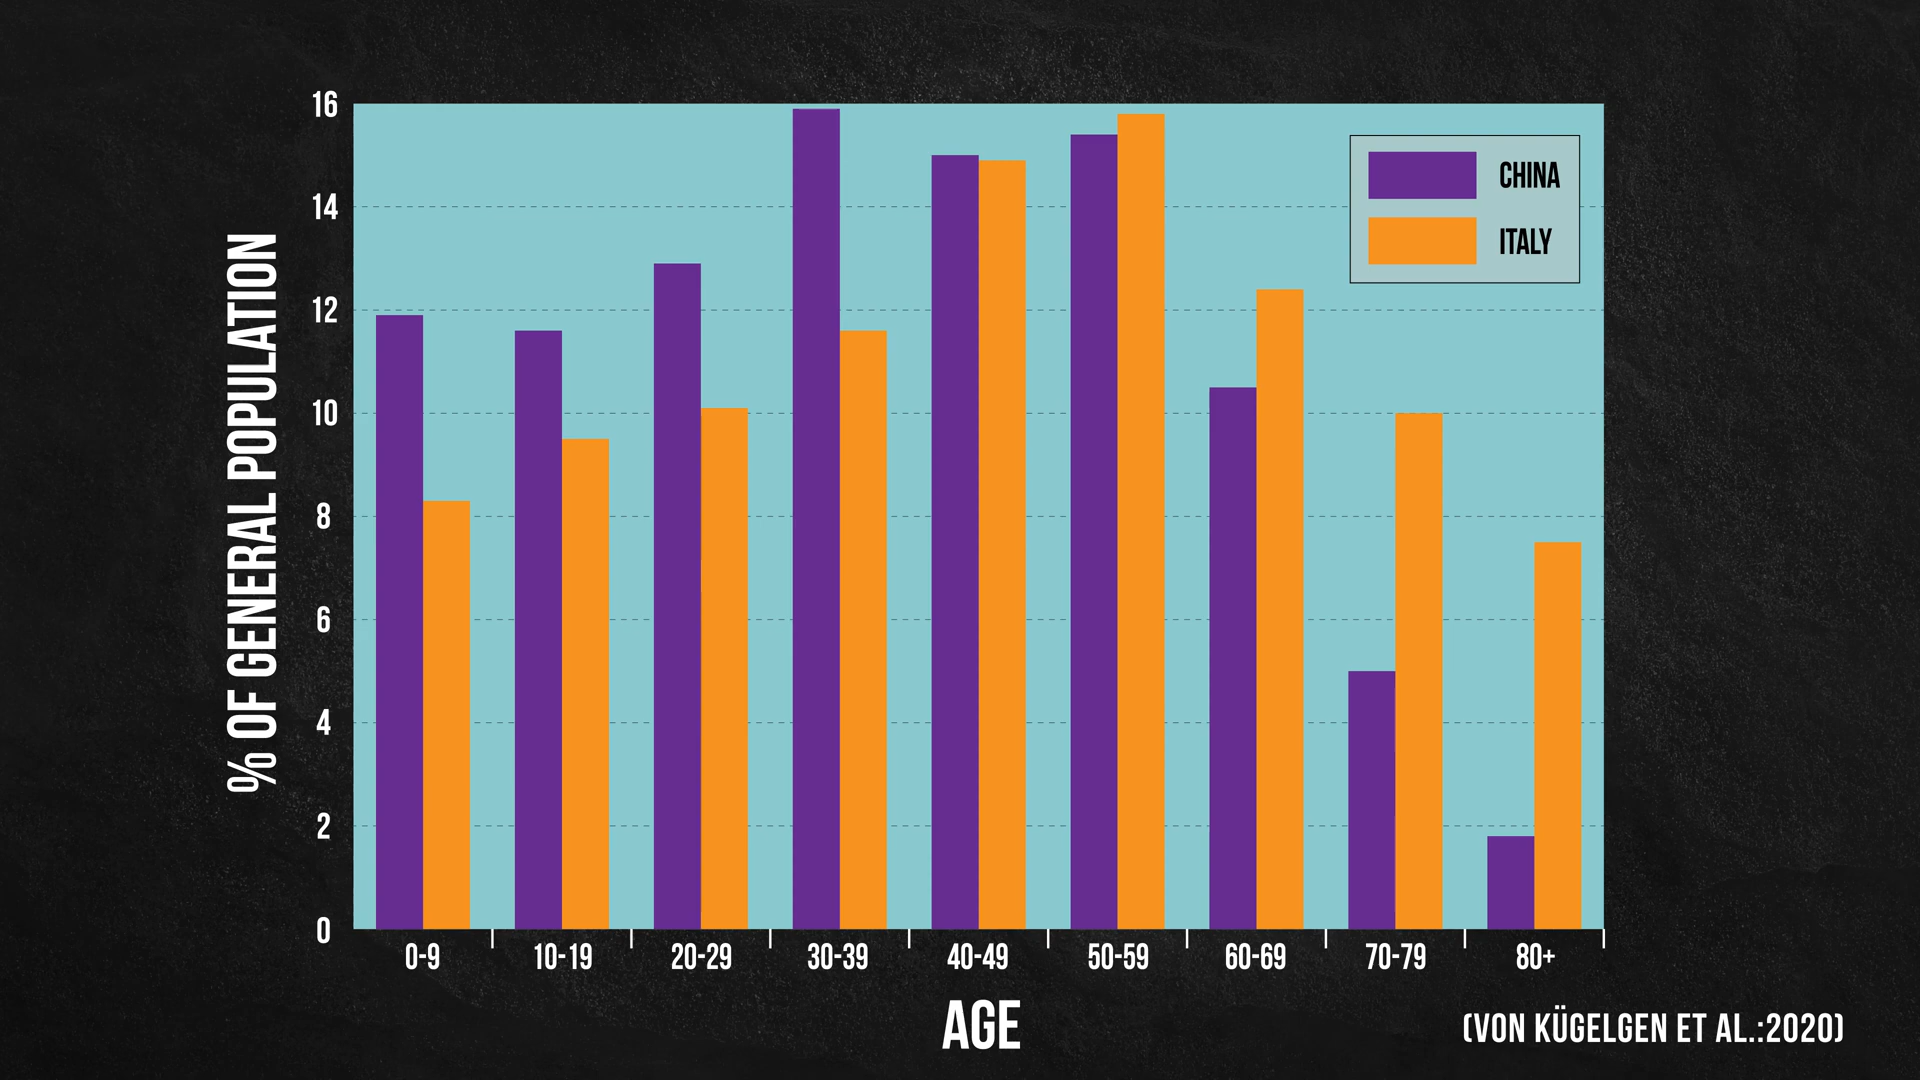 16
14
12
10
8
6
4
2
0
% OF GENERAL POPULATION
CHINA
ITALY
0-9 10-19 20-29 30-39 40-49 50-59 60-69 70-79 80+
AGE
(VON KÜGELGEN ET AL.:2020)